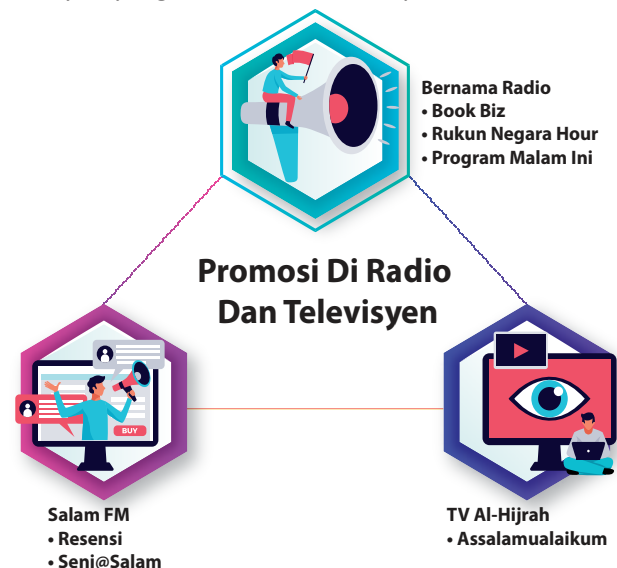 Bernama Radio
• Book Biz
• Rukun Negara Hour
• Program Malam Ini
Promosi Di Radio
Dan Televisyen
BUY
Salam FM
• Resensi
• Seni@Salam
TV Al-Hijrah
• Assalamualaikum